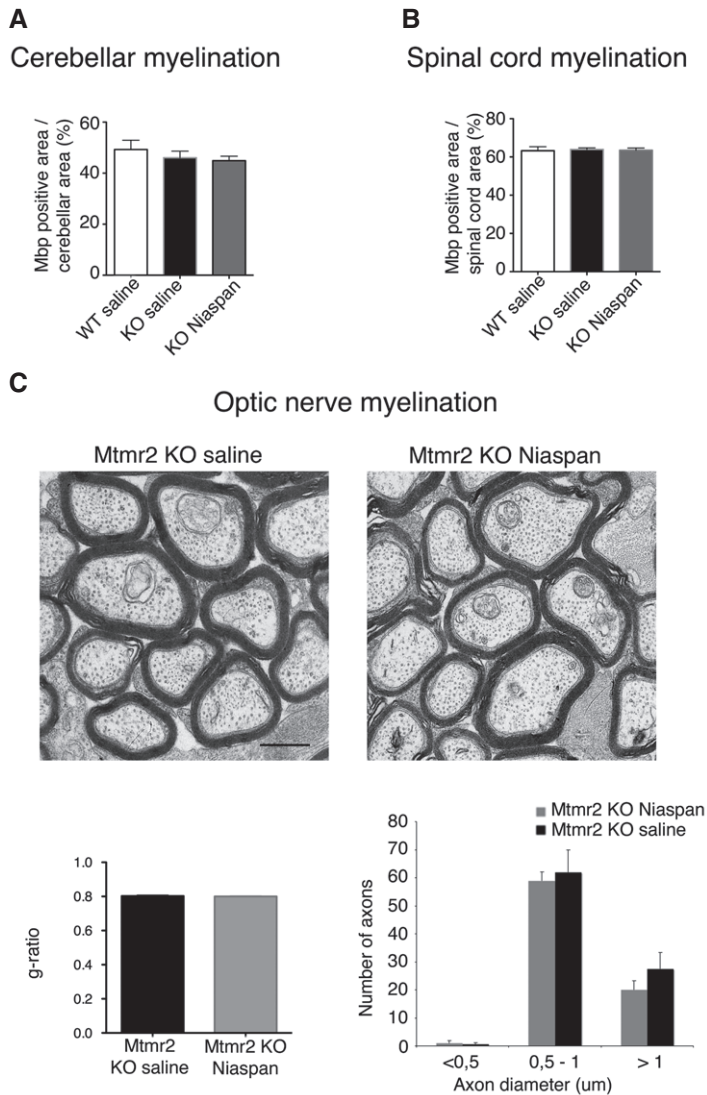 A
Cerebellar myelination
Mbp positive area /
cerebellar area (%)
60
40
20
0
WT saline
KO saline
KO Niaspan
B
Spinal cord myelination
Mbp positive area /
spinal cord area (%)
80
60
40
20
0
WT saline
KO saline
KO Niaspan
C
Optic nerve myelination
Mtmr2 KO saline
Mtmr2 KO Niaspan
g-ratio
1.0
0.8
0.6
0.4
0.2
0.0
Mtmr2
KO saline
Mtmr2 KO
Niaspan
Mtmr2 KO Niaspan
Mtmr2 KO saline
Number of axons
80
70
60
50
40
30
20
10
0
<0,5
0,5 - 1
> 1
Axon diameter (um)